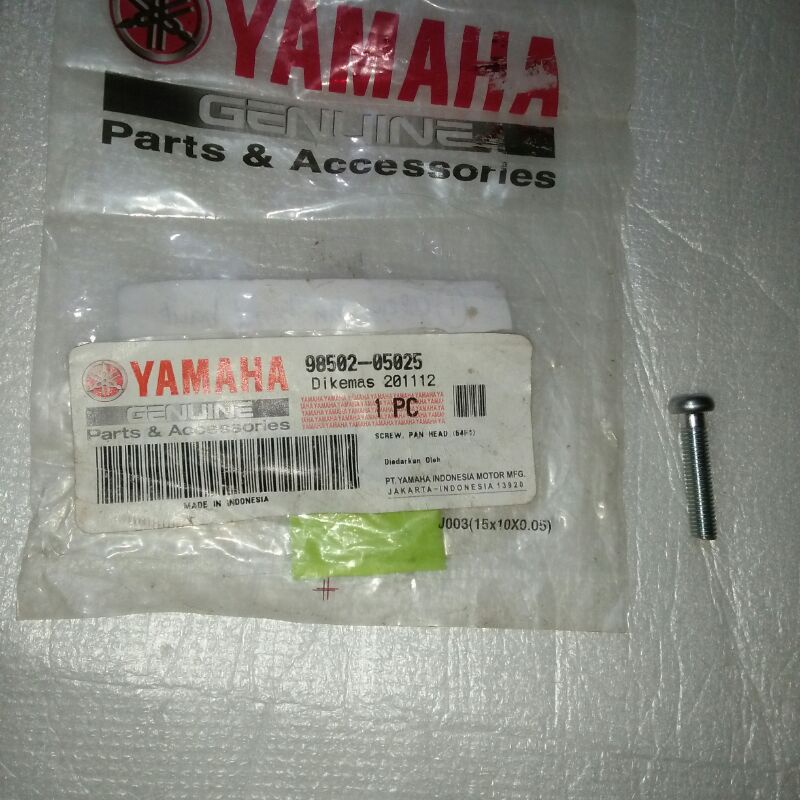 YAMAHA
GENUINE
Parts & Accessories
YAMAHA
GENUINE
Parts & Accessories
MADE IN INDONESIA
98502-05025
Dikemas 201112
1 PC
SCREW, PAN HEAD
Diedarkan Oleh
PT. YAMAHA INDONESIA MOTOR MFG.
JAKARTA-INDONESIA 13920
J003(15x10X0.05)